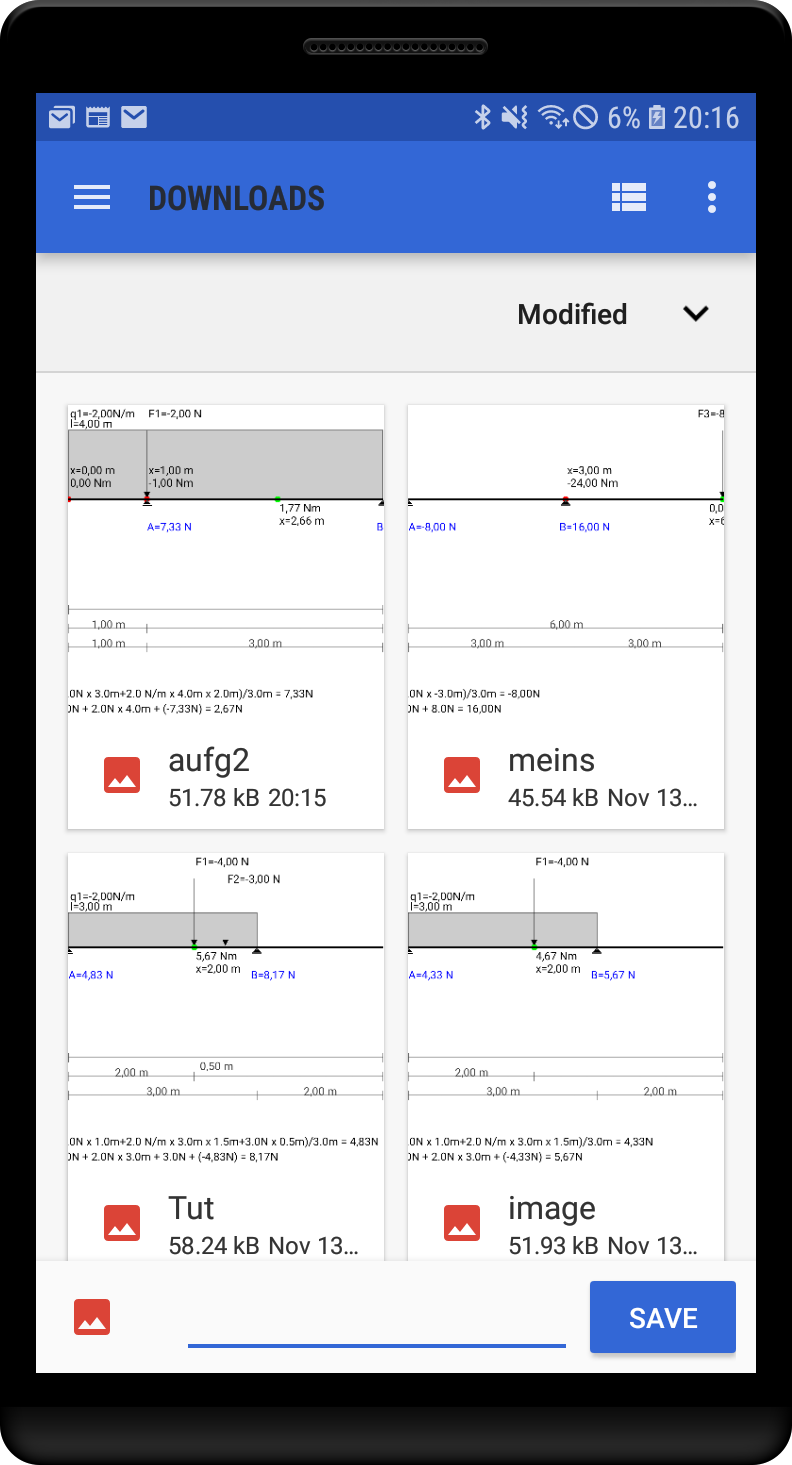 6% 20:16
DOWNLOADS
Modified
q1=-2,00N/m F1=-2,00 N
l=4,00 m
x=0,00 m x=1,00 m
0,00 Nm -1,00 Nm
1,77 Nm
x=2,66 m
A=7,33 N B
1,00 m
1,00 m 3,00 m
.0N x 3.0m+2.0 N/m x 4.0m x 2.0m)/3.0m = 7,33N
0N + 2.0N x 4.0m + (-7,33N) = 2,67N
aufg2
51.78 kB 20:15
F3=-8
x=3,00 m
-24,00 Nm
0,0
x=6
A=-8,00 N B=16,00 N
6,00 m
3,00 m 3,00 m
.0N x -3.0m)/3.0m = -8,00N
0N + 8.0N = 16,00N
meins
45.54 kB Nov 13…
F1=-4,00 N
F2=-3,00 N
q1=-2,00N/m
l=3,00 m
5,67 Nm
x=2,00 m
A=4,83 N B=8,17 N
2,00 m 0,50 m
3,00 m 2,00 m
.0N x 1.0m+2.0 N/m x 3.0m x 1.5m+3.0N x 0.5m)/3.0m = 4,83N
0N + 2.0N x 3.0m + 3.0N + (-4,83N) = 8,17N
Tut
58.24 kB Nov 13…
F1=-4,00 N
q1=-2,00N/m
l=3,00 m
4,67 Nm
x=2,00 m
A=4,33 N B=5,67 N
2,00 m
3,00 m 2,00 m
.0N x 1.0m+2.0 N/m x 3.0m x 1.5m)/3.0m = 4,33N
0N + 2.0N x 3.0m + (-4,33N) = 5,67N
image
51.93 kB Nov 13…
SAVE